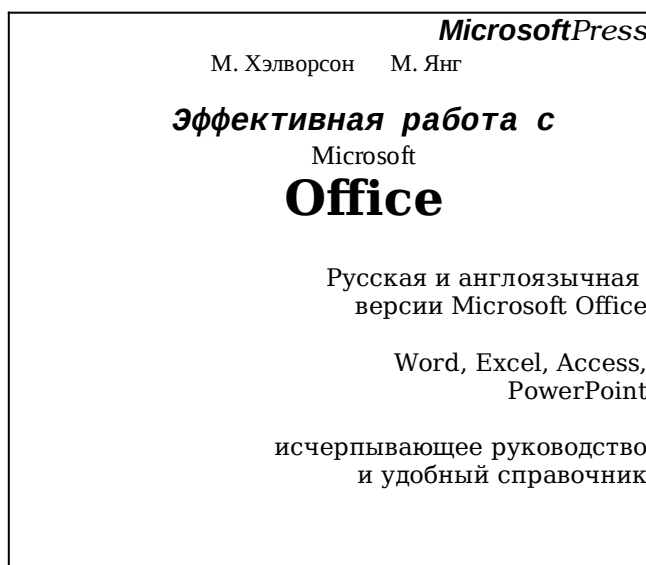 MicrosoftPress
М. Хэлворсон М. Янг
Эффективная работа с
Microsoft
Office
Русская и англоязычная
версии Microsoft Office
Word, Excel, Access,
PowerPoint
исчерпывающее руководство
и удобный справочник